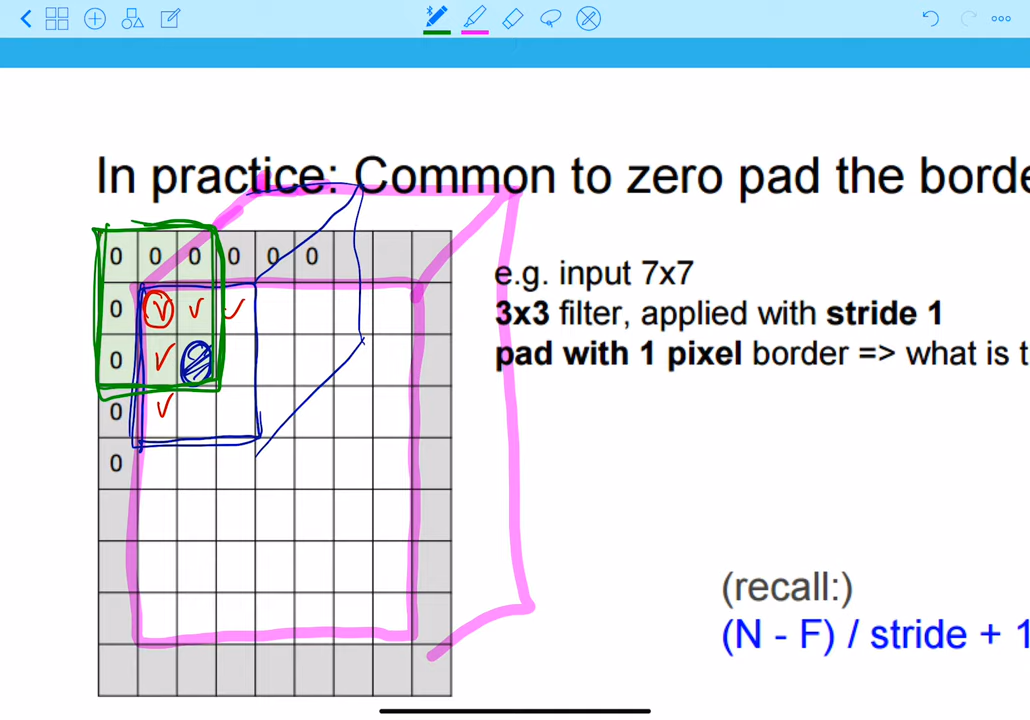 In practice: Common to zero pad the borde
0 0 0 0 0 0
0
0
0
0
e.g. input 7x7
3x3 filter, applied with stride 1
pad with 1 pixel border => what is t
(recall:)
(N - F) / stride + 1